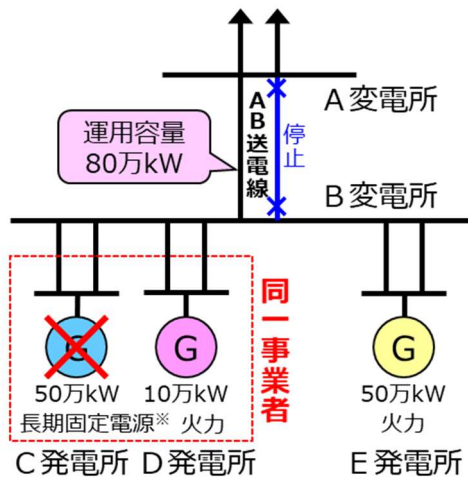 A変電所
AB送電線
停止
運用容量
80万kW
B変電所
同一事業者
G
G
G
50万kW
10万kW
50万kW
長期固定電源※
火力
火力
C発電所
D発電所
E発電所